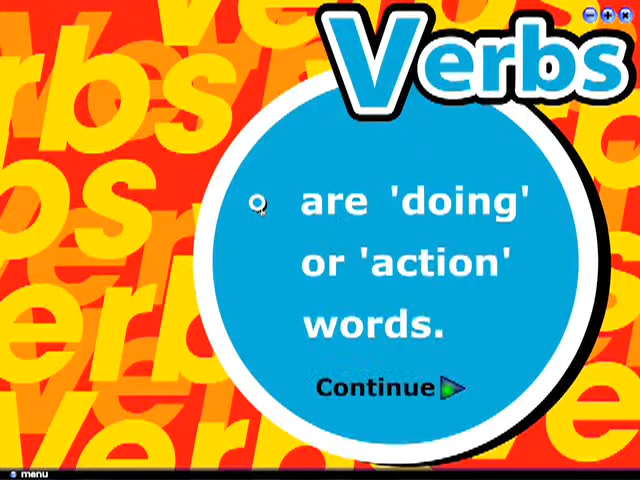 Verbs
are 'doing'
or 'action'
words.
Continue
menu